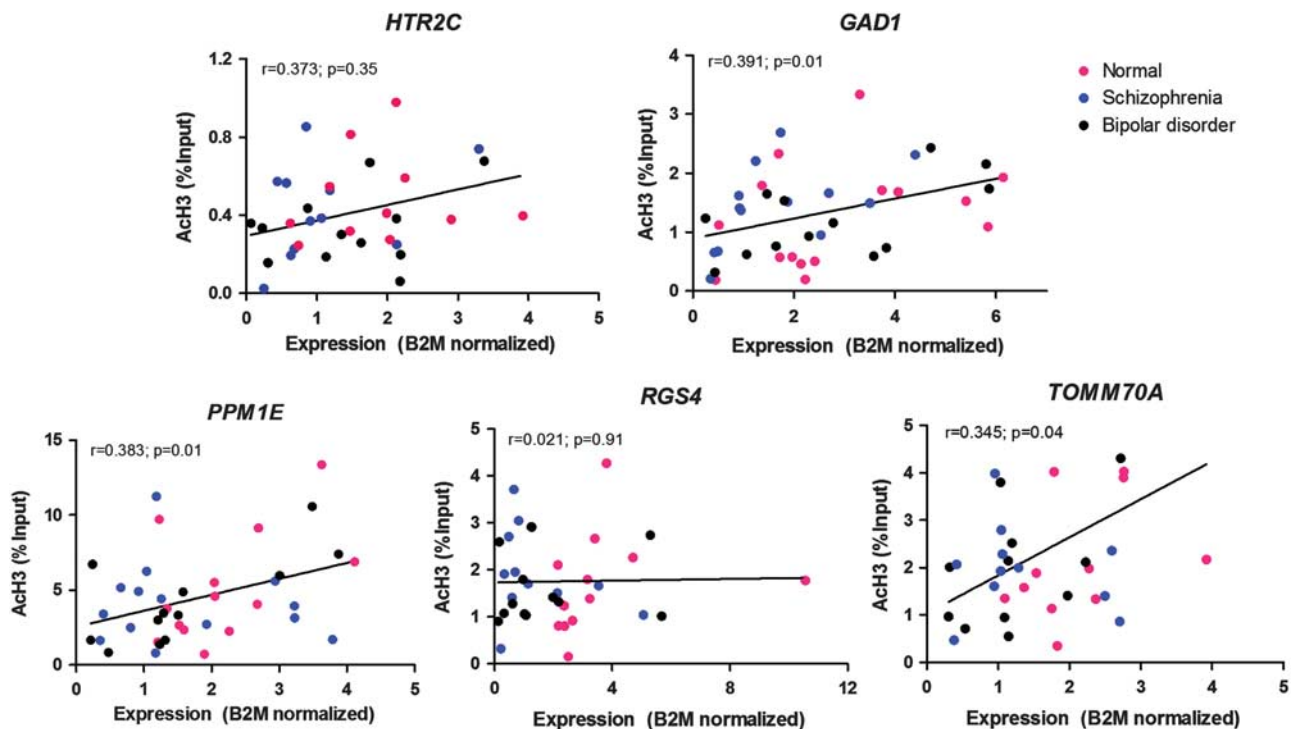 HTR2C
r=0.373; p=0.35
AcH3 (%Input)
1.2
0.8
0.4
0.0
0 1 2 3 4 5
Expression (B2M normalized)
GAD1
r=0.391; p=0.01
AcH3 (%Input)
4
3
2
1
0
0 2 4 6
Expression (B2M normalized)
Normal
Schizophrenia
Bipolar disorder
PPM1E
r=0.383; p=0.01
AcH3 (%Input)
15
10
5
0
0 1 2 3 4 5
Expression (B2M normalized)
RGS4
r=0.021; p=0.91
AcH3 (%Input)
5
4
3
2
1
0
0 4 8 12
Expression (B2M normalized)
TOMM70A
r=0.345; p=0.04
AcH3 (%Input)
5
4
3
2
1
0
0 1 2 3 4 5
Expression (B2M normalized)